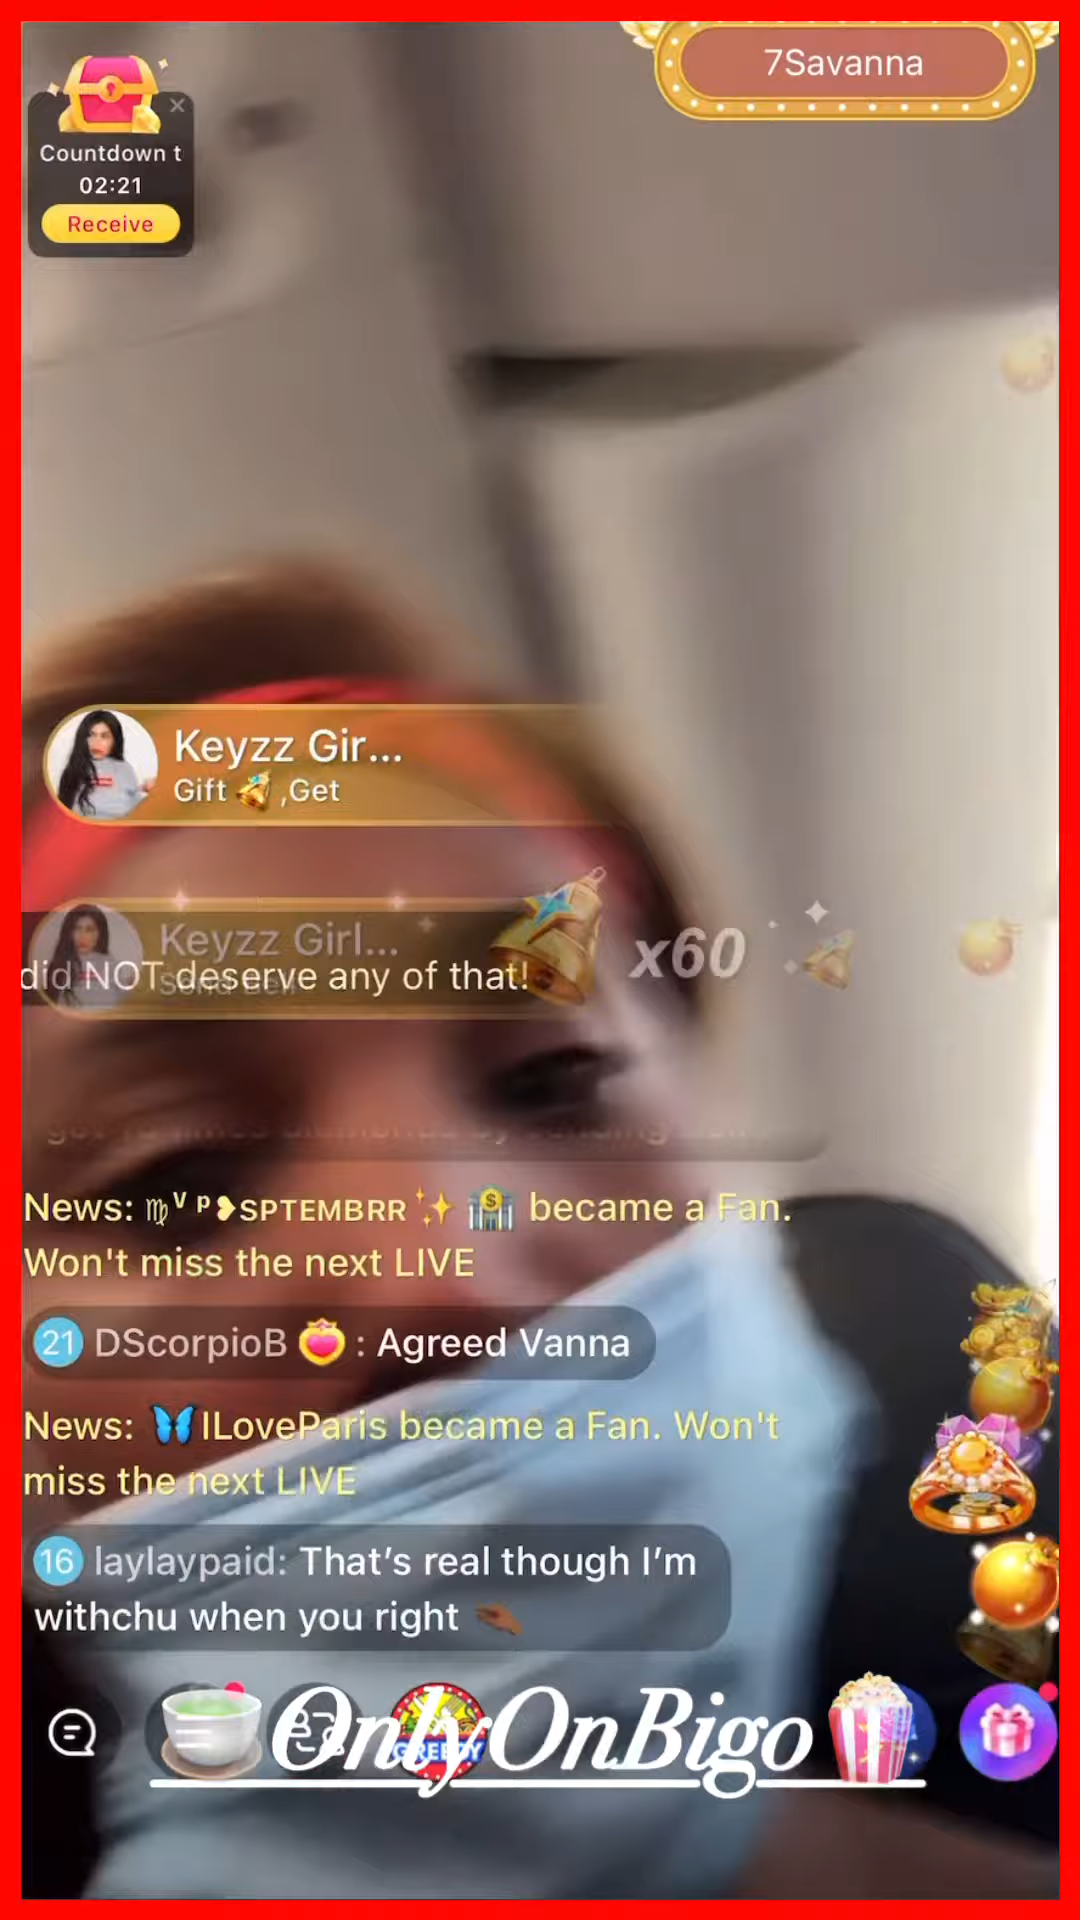 7Savanna
Countdown t
02:21
Receive
Keyzz Gir...
Gift ,Get
Keyzz Girl...
x60
did NOT deserve any of that!
News: ♍ⱽ ᵖ❥SPTEMBRR✨ 🏦 became a Fan.
Won't miss the next LIVE
21 DScorpioB 💝 : Agreed Vanna
News: 🦋ILoveParis became a Fan. Won't
miss the next LIVE
16 laylaypaid: That’s real though I’m
withchu when you right 🫴🏾
GREEDY
OnlyOnBigo